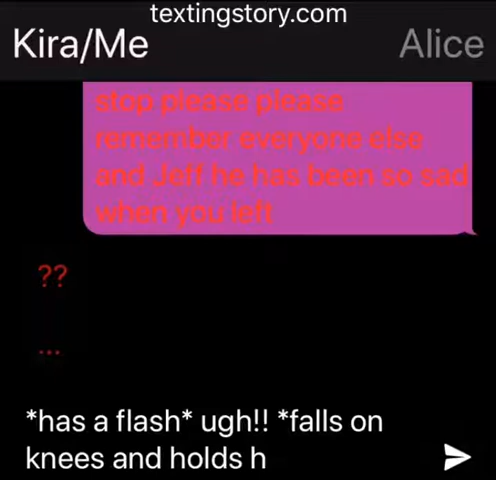 textingstory.com
Kira/Me
Alice
stop please please
remember everyone else
and Jeff he has been so sad
when you left
??
...
*has a flash* ugh!! *falls on
knees and holds h